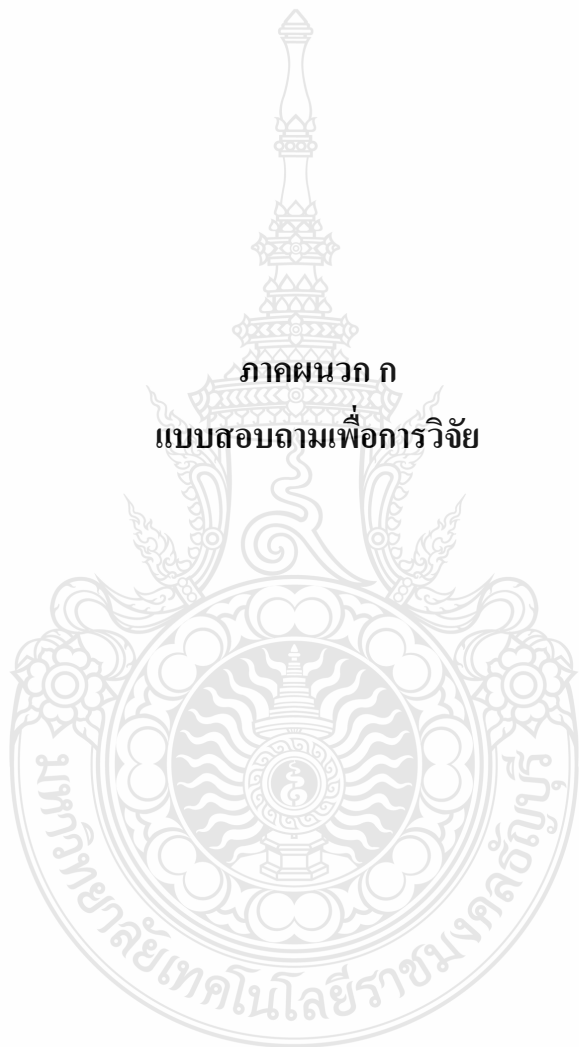 ภาคผนวก ก
แบบสอบถามเพื่อการวิจัย
มหาวิทยาลัยเทคโนโลยีราชมงคลธัญบุรี